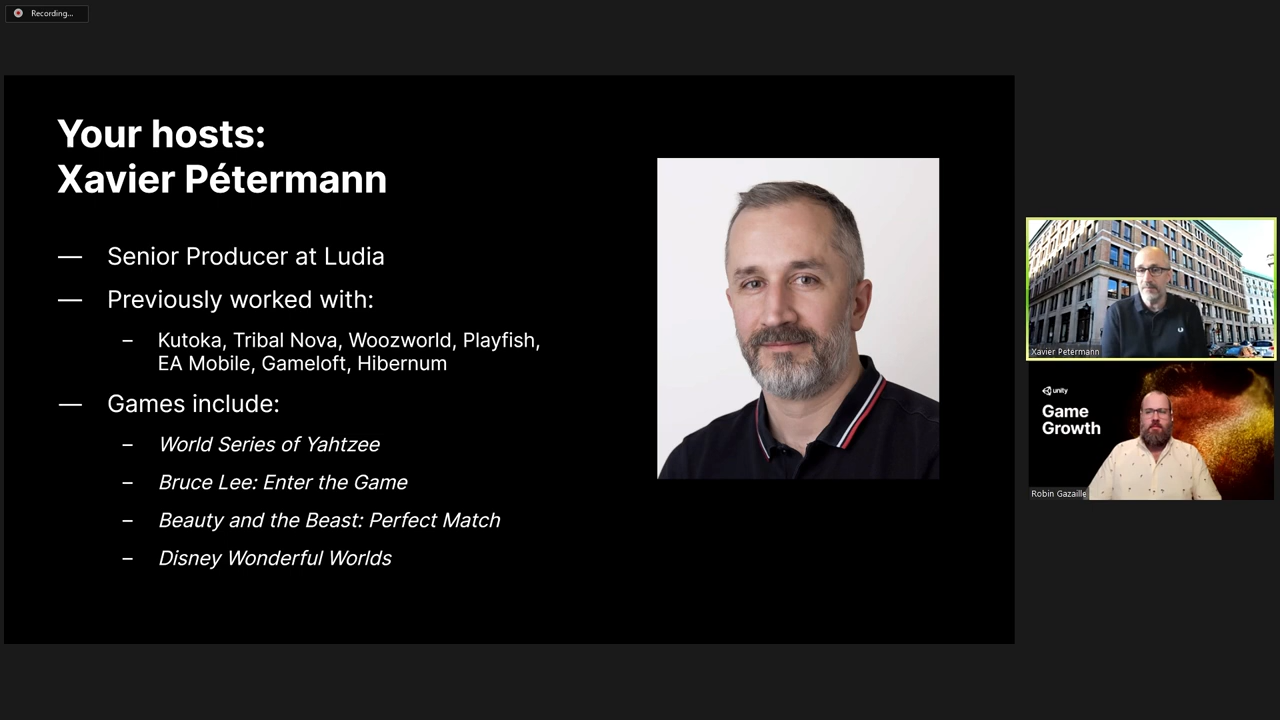 Recording...
Your hosts:
Xavier Pétermann
— Senior Producer at Ludia
— Previously worked with:
– Kutoka, Tribal Nova, Woozworld, Playfish,
EA Mobile, Gameloft, Hibernum
— Games include:
– World Series of Yahtzee
– Bruce Lee: Enter the Game
– Beauty and the Beast: Perfect Match
– Disney Wonderful Worlds
Xavier Petermann
unity
Game
Growth
Robin Gazaille